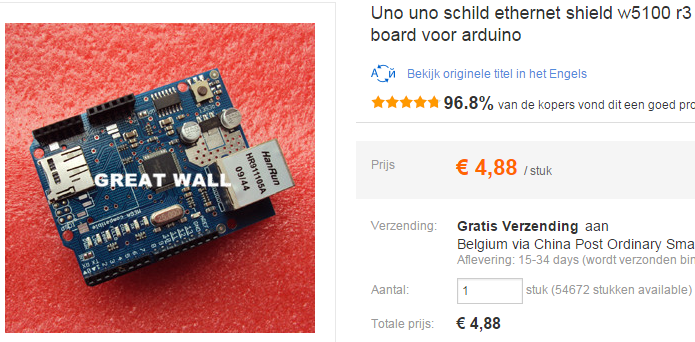 Uno uno schild ethernet shield w5100 r3
board voor arduino
Bekijk originele titel in het Engels
96.8% van de kopers vond dit een goed
Prijs
€ 4,88 / stuk
Verzending:
Gratis Verzending aan
Belgium via China Post Ordinary
Aflevering: 15-34 days (wordt verzonden
Aantal:
1
stuk (54672 stukken available)
Totale prijs:
€ 4,88
GREAT WALL
HanRun
HR911105A
09/44